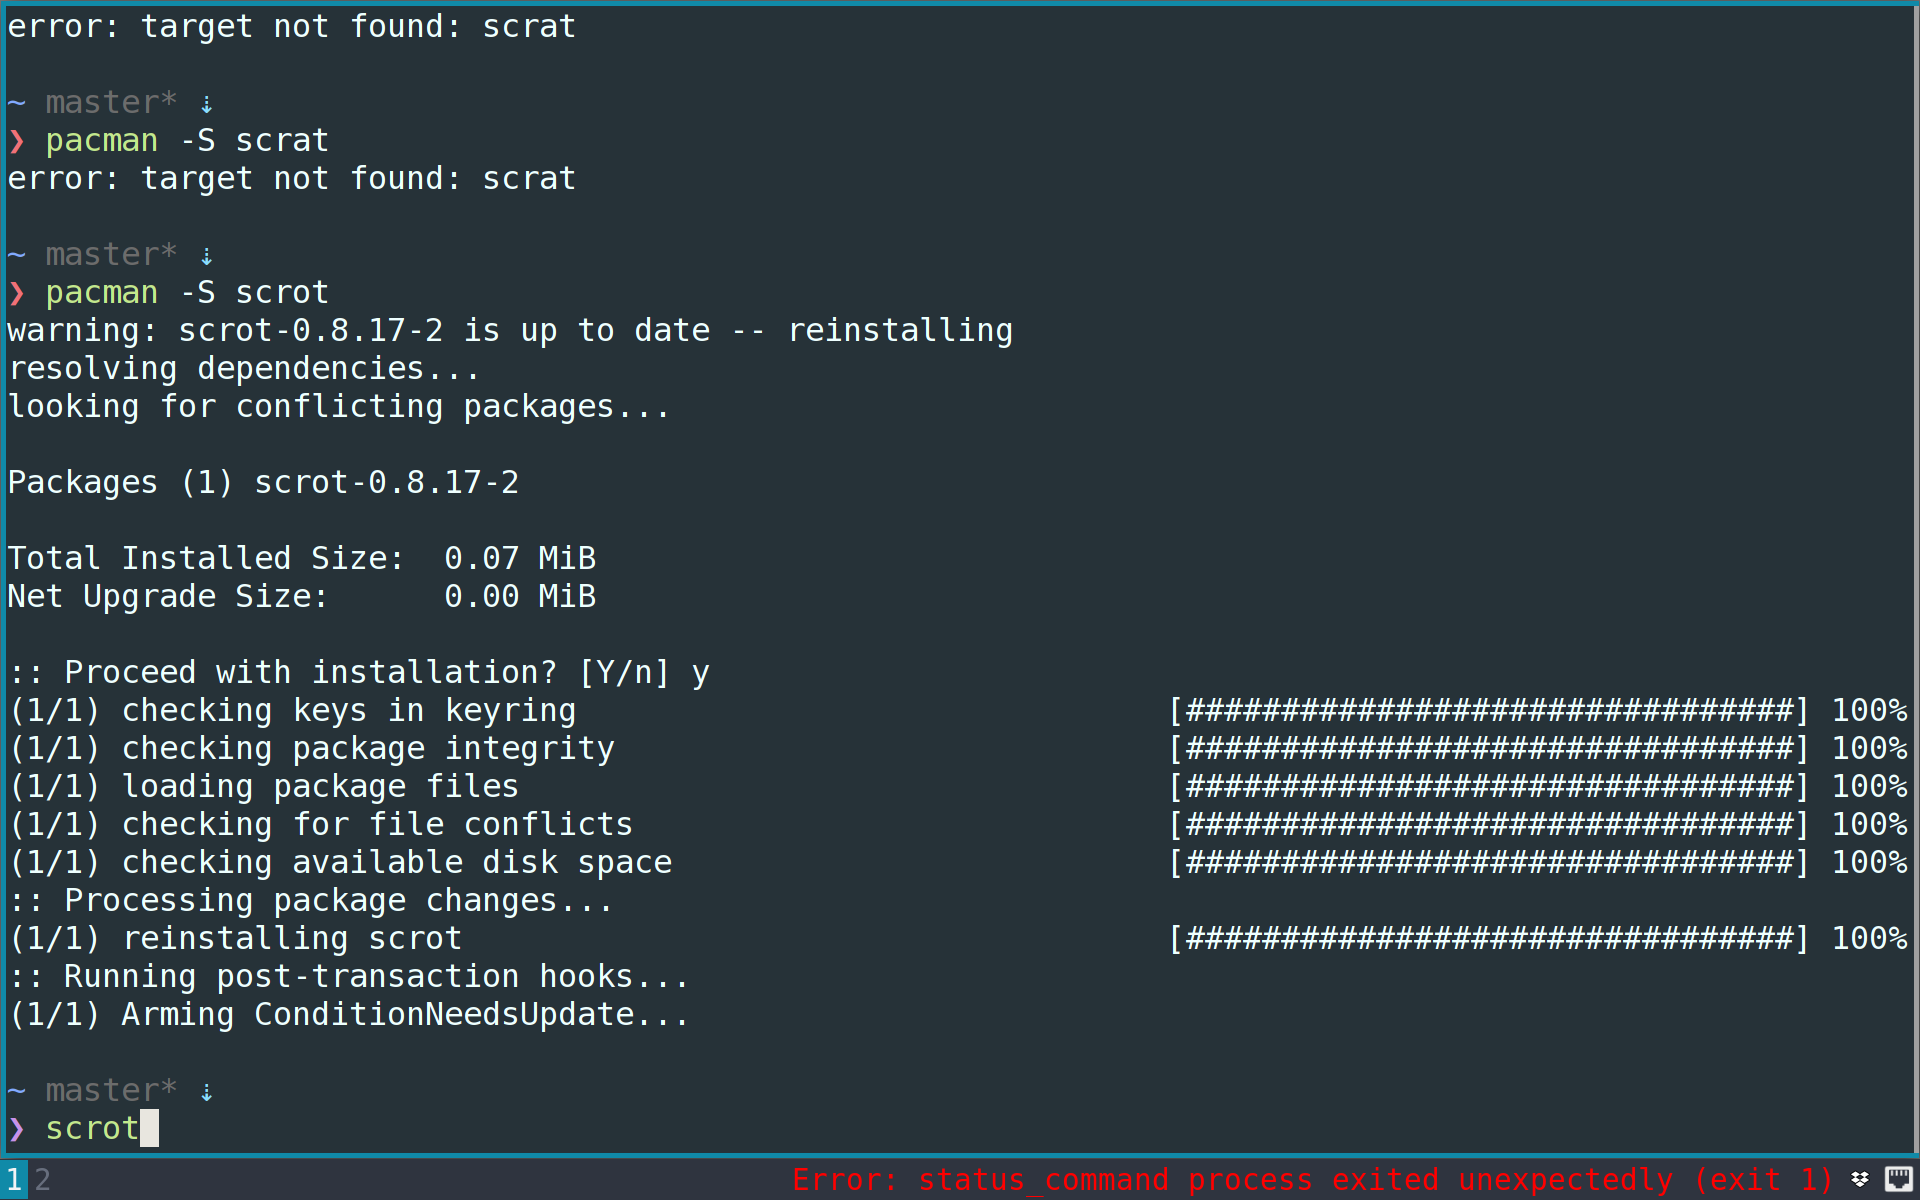 error: target not found: scrat
~ master* ⇣
❯ pacman -S scrat
error: target not found: scrat
~ master* ⇣
❯ pacman -S scrot
warning: scrot-0.8.17-2 is up to date -- reinstalling
resolving dependencies...
looking for conflicting packages...
Packages (1) scrot-0.8.17-2
Total Installed Size:  0.07 MiB
Net Upgrade Size:      0.00 MiB
:: Proceed with installation? [Y/n] y
(1/1) checking keys in keyring [################################] 100%
(1/1) checking package integrity [################################] 100%
(1/1) loading package files [################################] 100%
(1/1) checking for file conflicts [################################] 100%
(1/1) checking available disk space [################################] 100%
:: Processing package changes...
(1/1) reinstalling scrot [################################] 100%
:: Running post-transaction hooks...
(1/1) Arming ConditionNeedsUpdate...
~ master* ⇣
❯ scrot
1 2 Error: status_command process exited unexpectedly (exit 1)